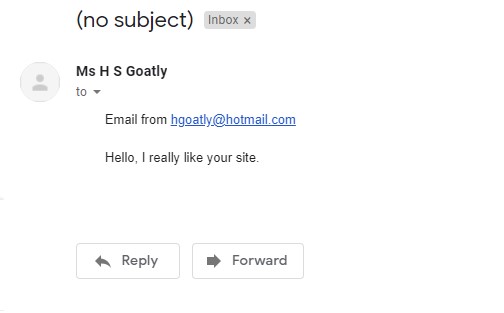 (no subject) Inbox ×
Ms H S Goatly
to
Email from hgoatly@hotmail.com
Hello, I really like your site.
Reply Forward